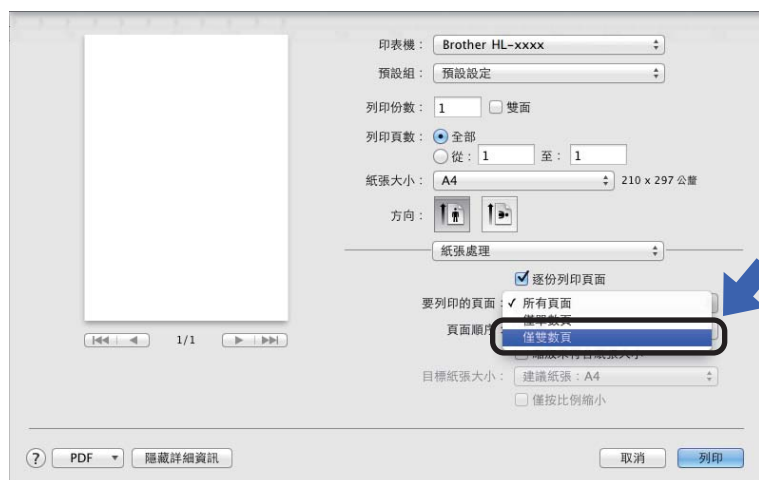 印表機： Brother HL-xxxx
預設組： 預設設定
列印份數： 1 雙面
列印頁數： 全部
從： 1 至： 1
紙張大小： A4 210 x 297 公釐
方向：
紙張處理
逐份列印頁面
要列印的頁面： ✓ 所有頁面
僅單數頁
頁面順序： 僅雙數頁
1/1
目標紙張大小： 建議紙張：A4
僅按比例縮小
? PDF 隱藏詳細資訊 取消 列印